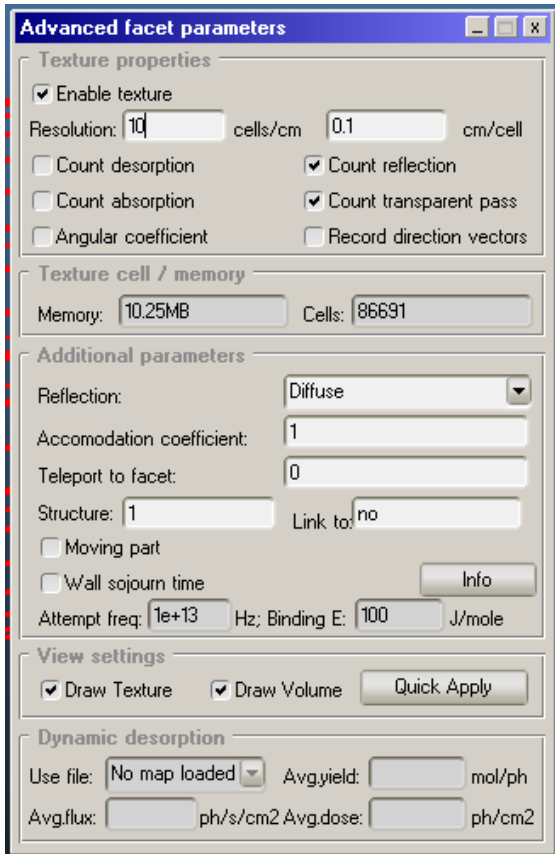 Advanced facet parameters
Texture properties
Enable texture
Resolution: 10 cells/cm 0.1 cm/cell
Count desorption Count reflection
Count absorption Count transparent pass
Angular coefficient Record direction vectors
Texture cell / memory
Memory: 10.25MB Cells: 86691
Additional parameters
Reflection: Diffuse
Accomodation coefficient: 1
Teleport to facet: 0
Structure: 1 Link to: no
Moving part
Wall sojourn time Info
Attempt freq: 1e+13 Hz; Binding E: 100 J/mole
View settings
Draw Texture Draw Volume Quick Apply
Dynamic desorption
Use file: No map loaded Avg.yield: mol/ph
Avg.flux: ph/s/cm2 Avg.dose: ph/cm2